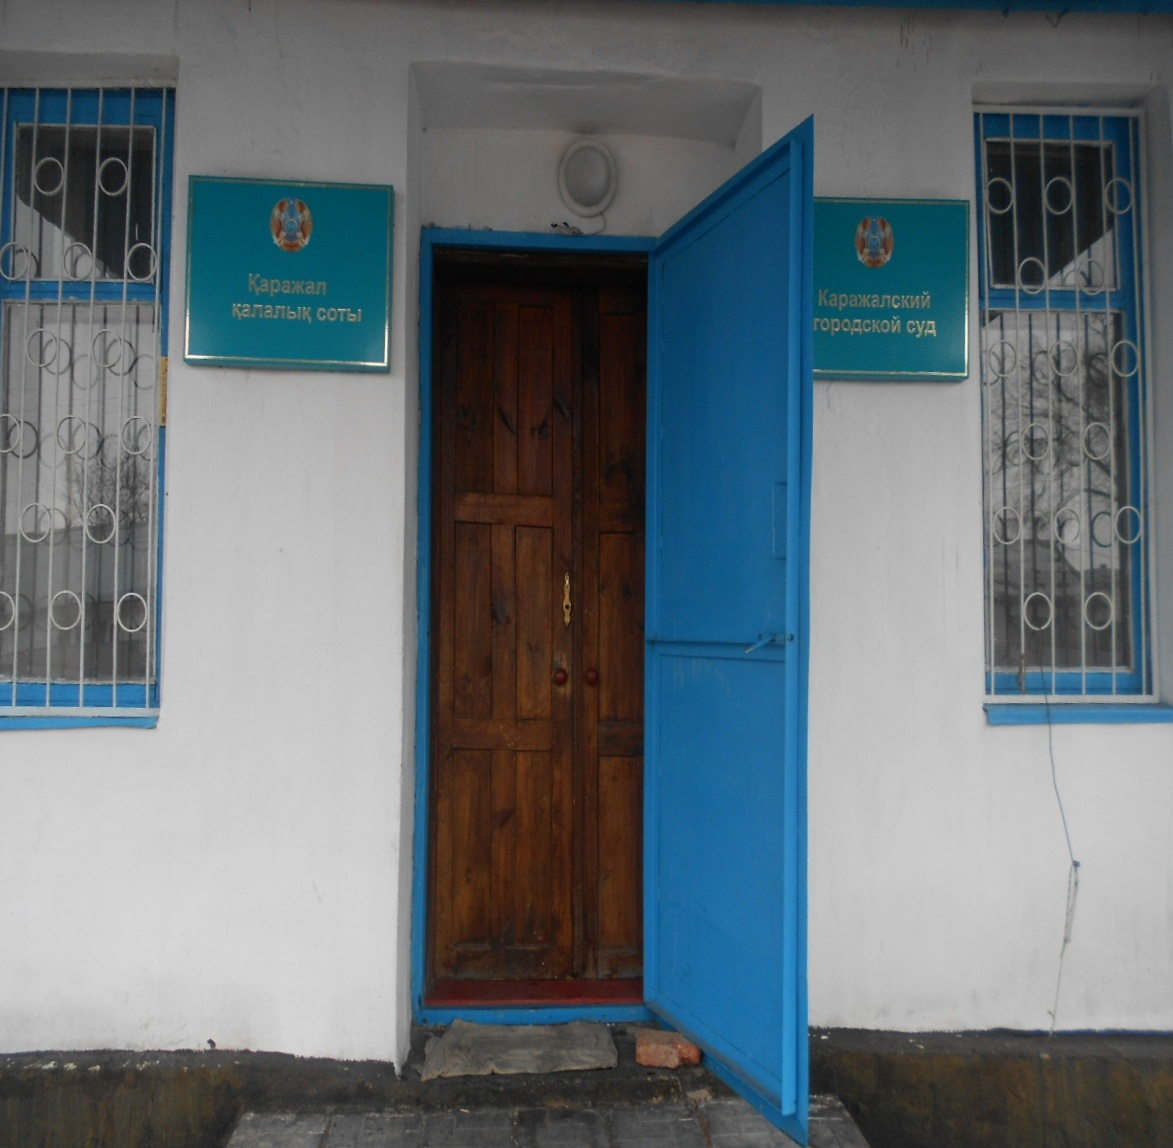 Қаражал
қалалық соты
Каражалский
городской суд